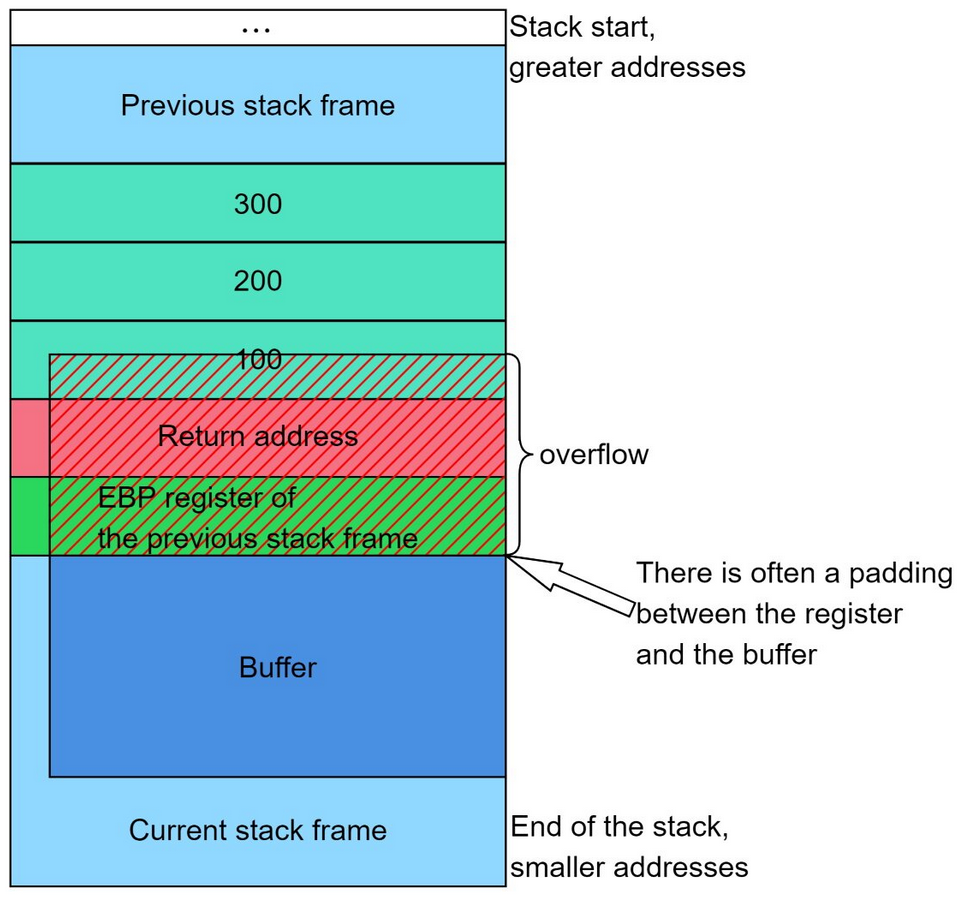 ...
Stack start,
greater addresses
Previous stack frame
300
200
100
Return address
overflow
EBP register of
the previous stack frame
There is often a padding
between the register
and the buffer
Buffer
Current stack frame
End of the stack,
smaller addresses